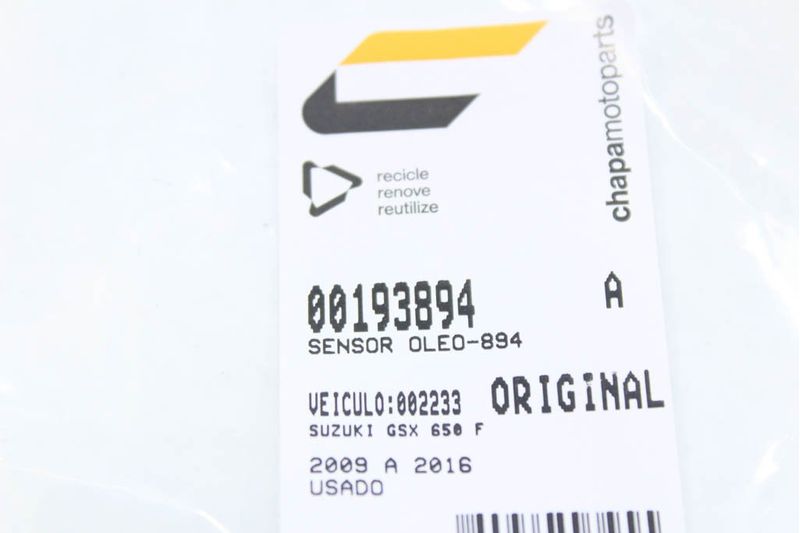 chapamotoparts
recicle
renove
reutilize
00193894 A
SENSOR OLEO-894
VEICULO:002233 ORIGINAL
SUZUKI GSX 650 F
2009 A 2016
USADO